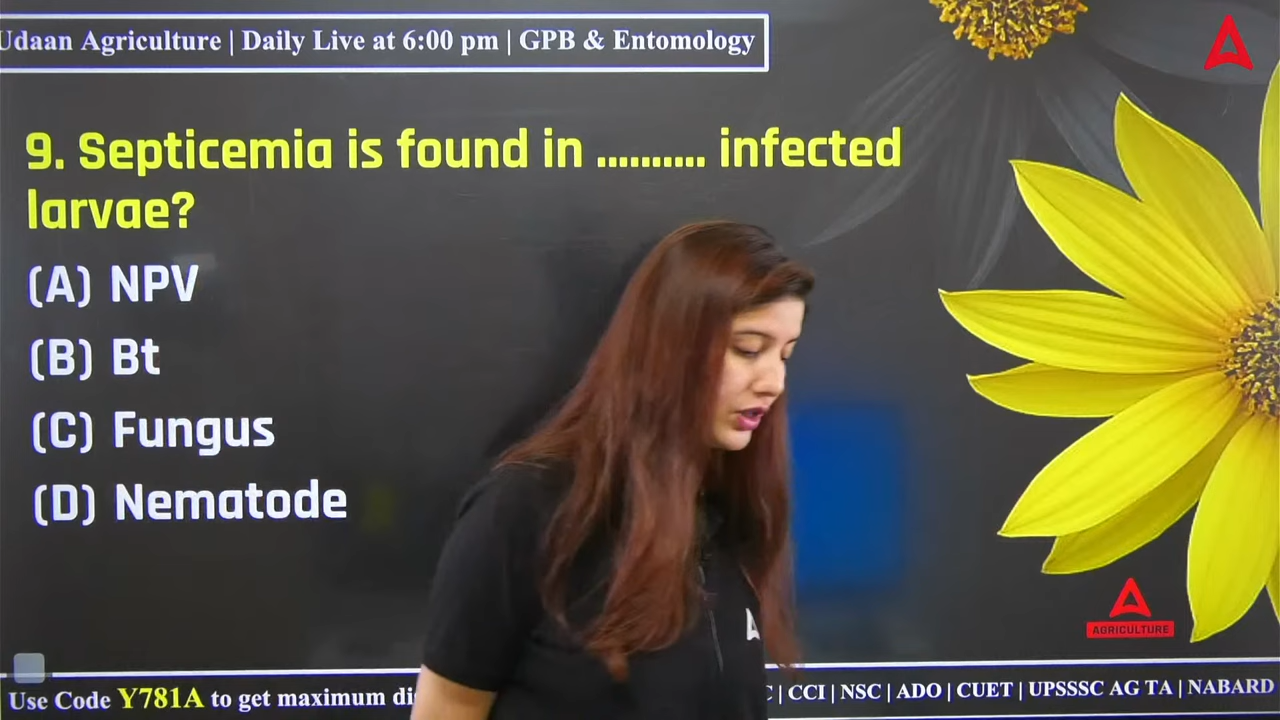 Udaan Agriculture | Daily Live at 6:00 pm | GPB & Entomology
9. Septicemia is found in .......... infected
larvae?
(A) NPV
(B) Bt
(C) Fungus
(D) Nematode
AGRICULTURE
Use Code Y781A to get maximum | CCI | NSC | ADO | CUET | UPSSSC AG TA | NABARD